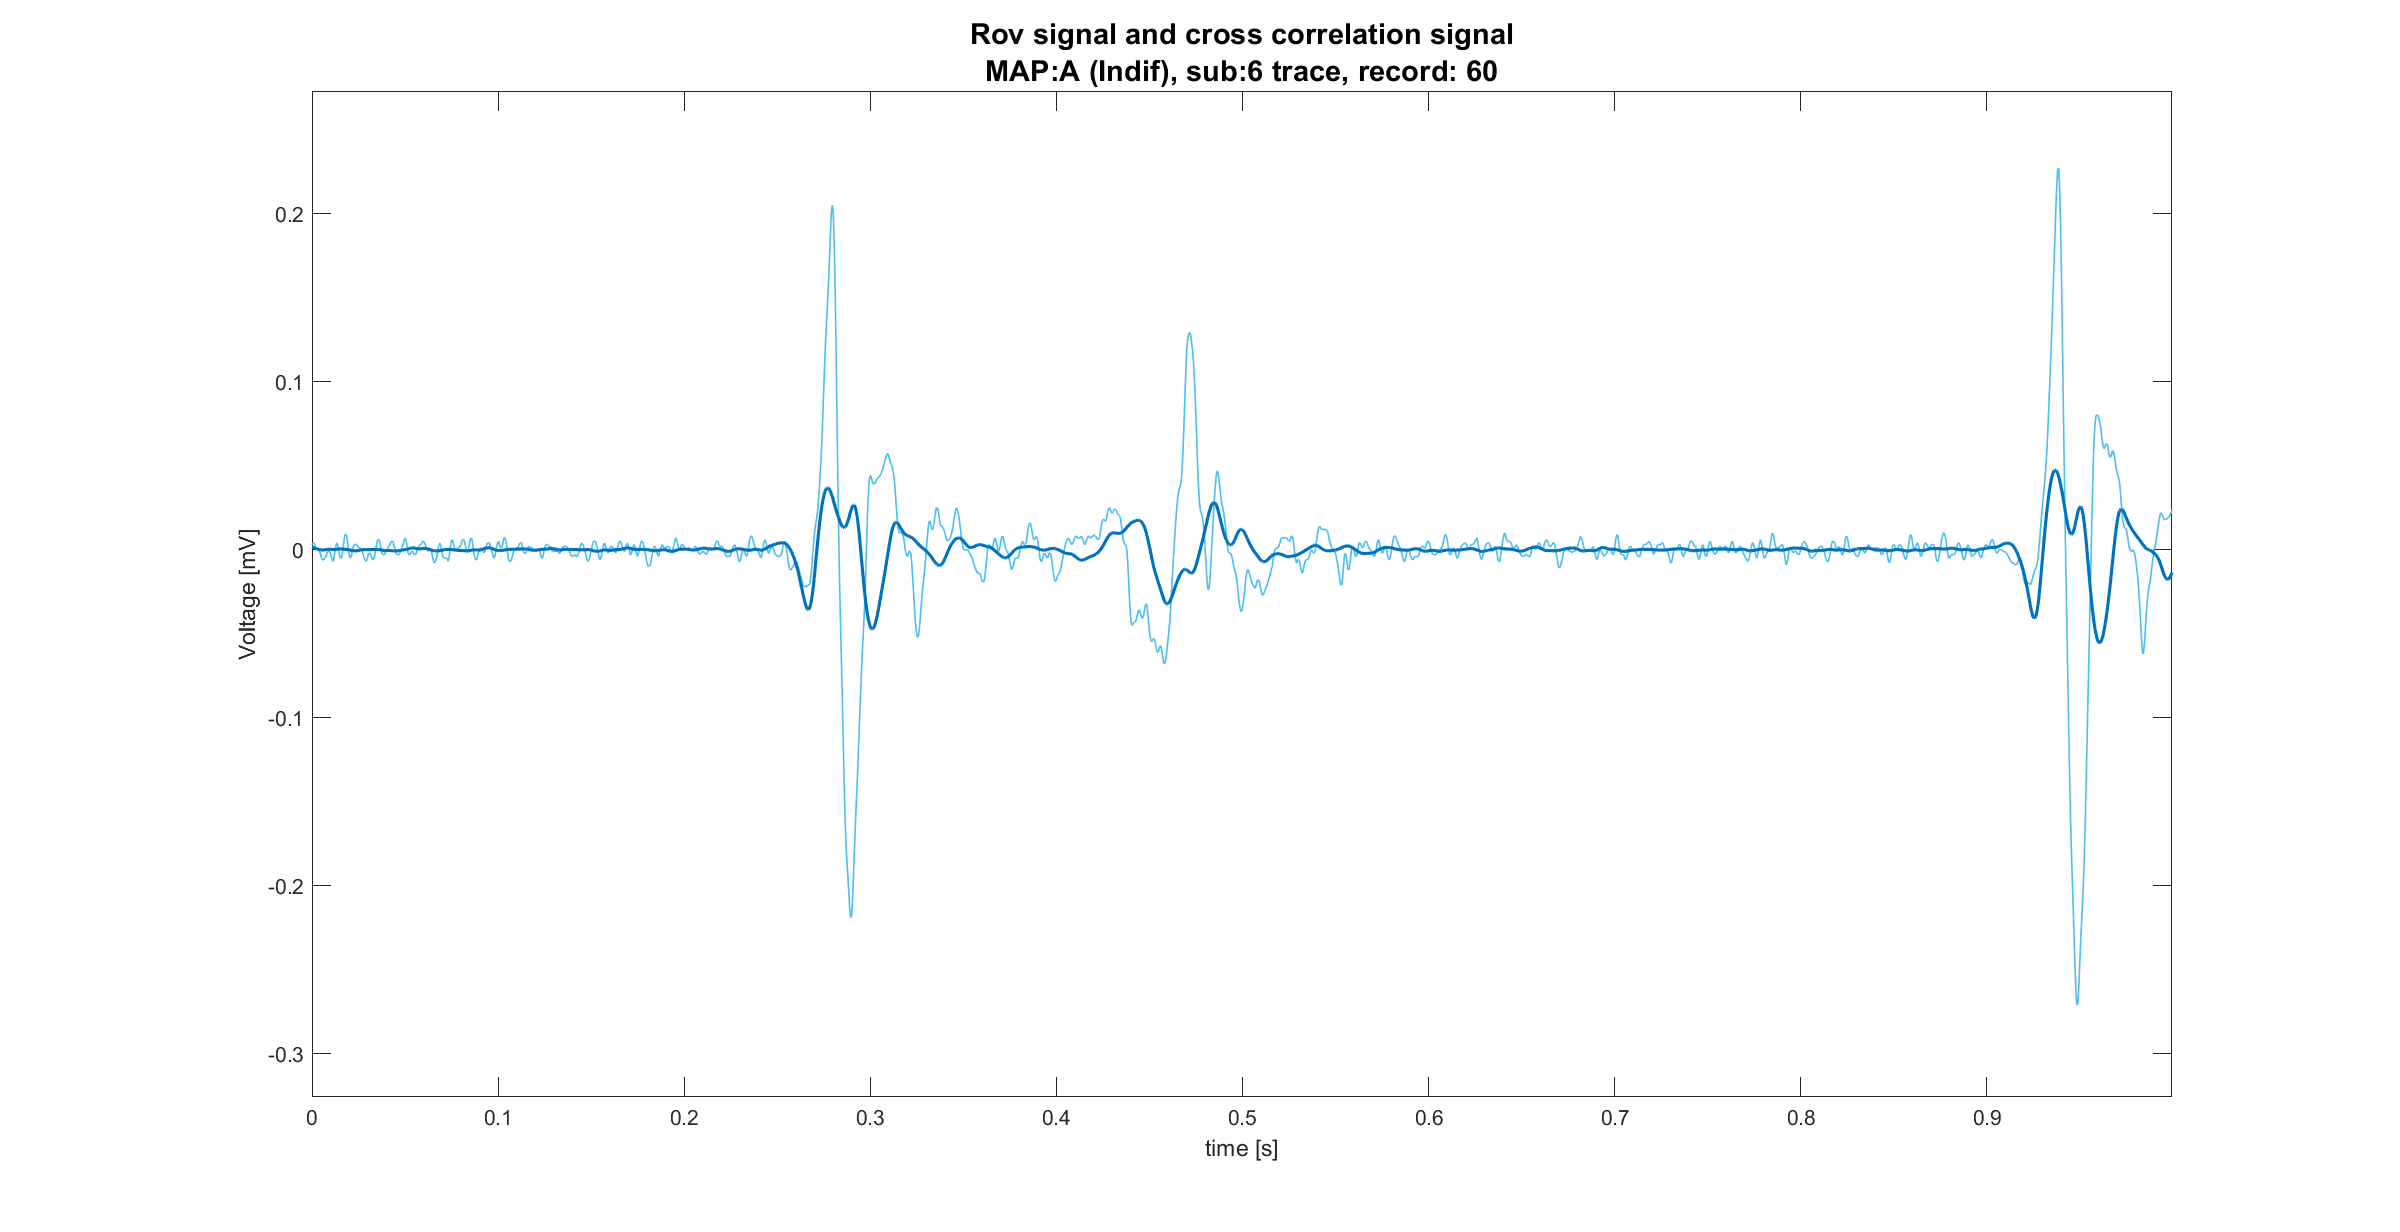 Rov signal and cross correlation signal
MAP:A (Indif), sub:6 trace, record: 60
0.2
0.1
0
-0.1
-0.2
-0.3
Voltage [mV]
0 0.1 0.2 0.3 0.4 0.5 0.6 0.7 0.8 0.9
time [s]